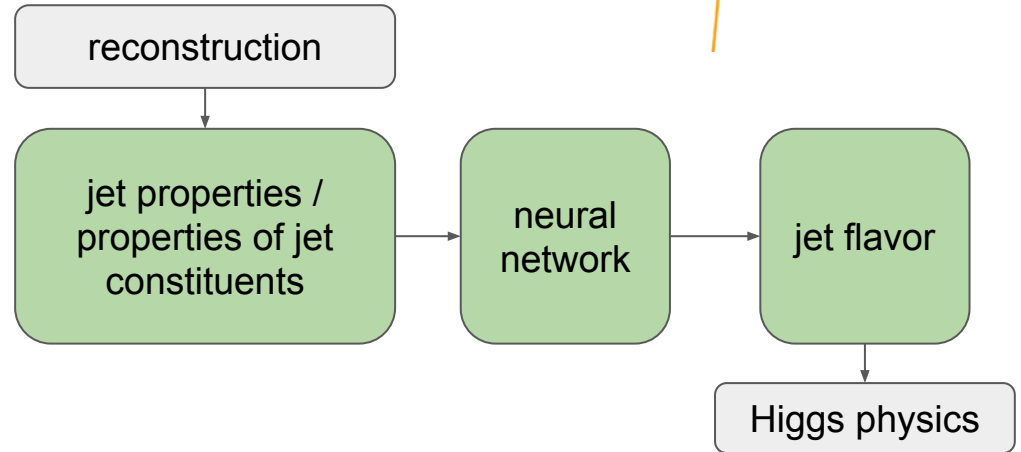 reconstruction
jet properties /
properties of jet
constituents
neural
network
jet flavor
Higgs physics